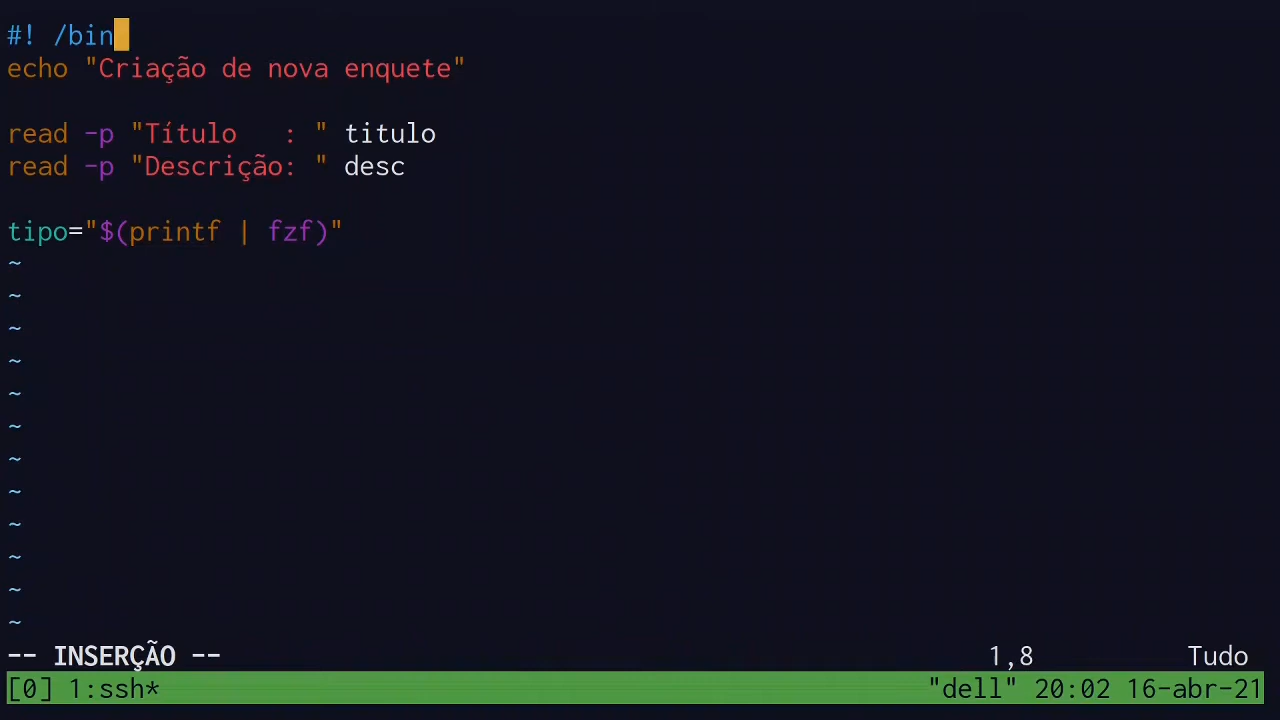 #! /bin
echo "Criação de nova enquete"
read -p "Título   : " titulo
read -p "Descrição: " desc
tipo="$(printf | fzf)"
~
~
~
~
~
~
~
~
~
~
~
~
-- INSERÇÃO -- 1,8 Tudo
[0] 1:ssh* "dell" 20:02 16-abr-21